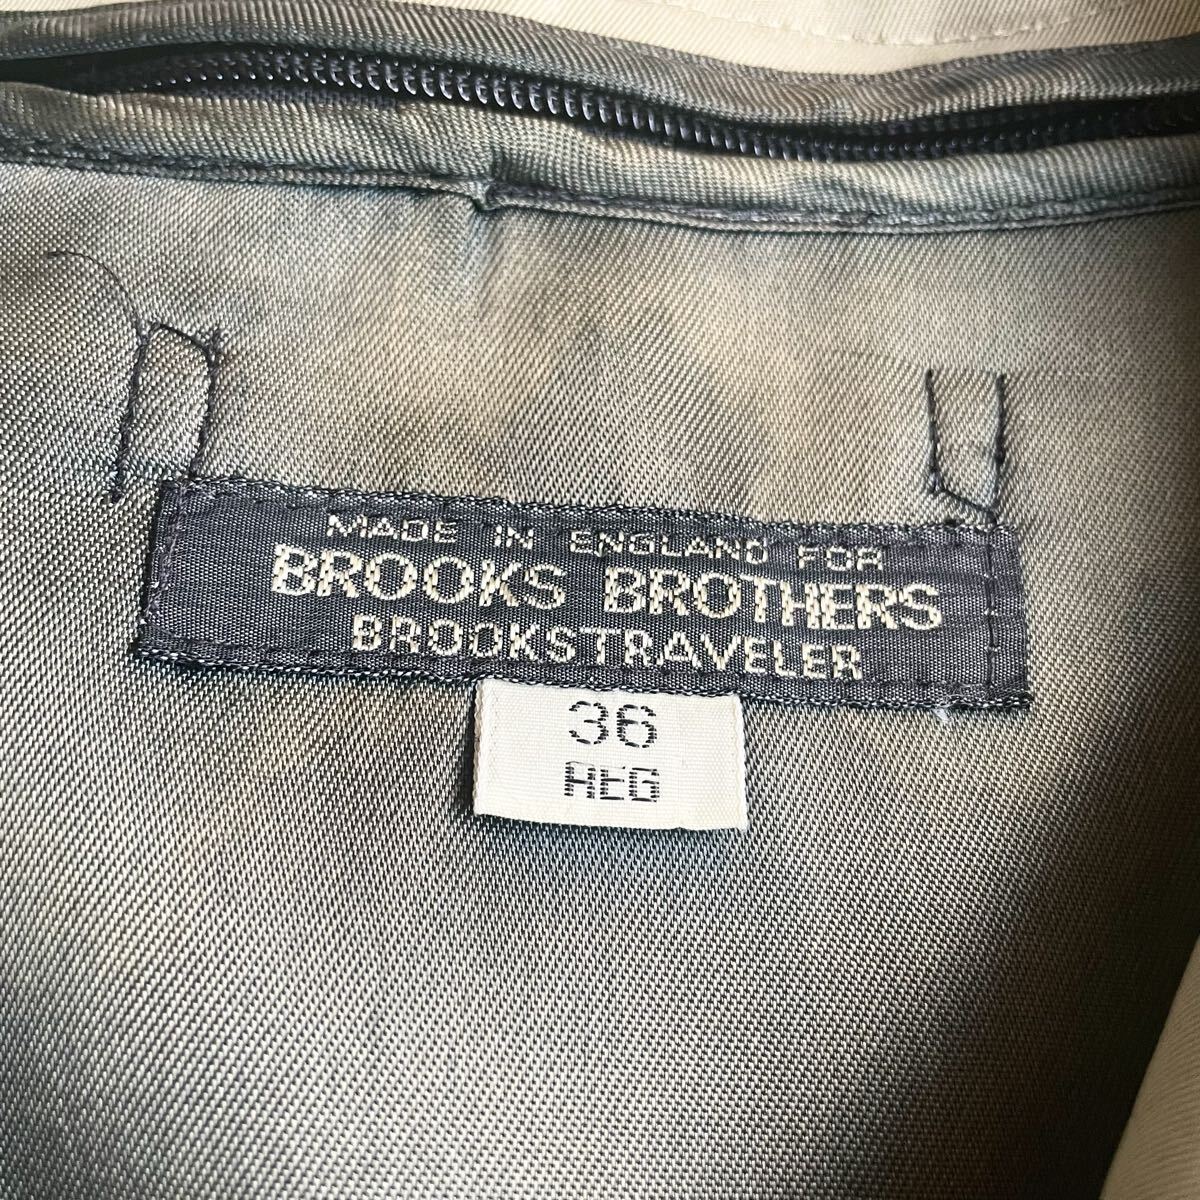 MADE IN ENGLAND FOR
BROOKS BROTHERS
BROOKSTRAVELER
36
REG